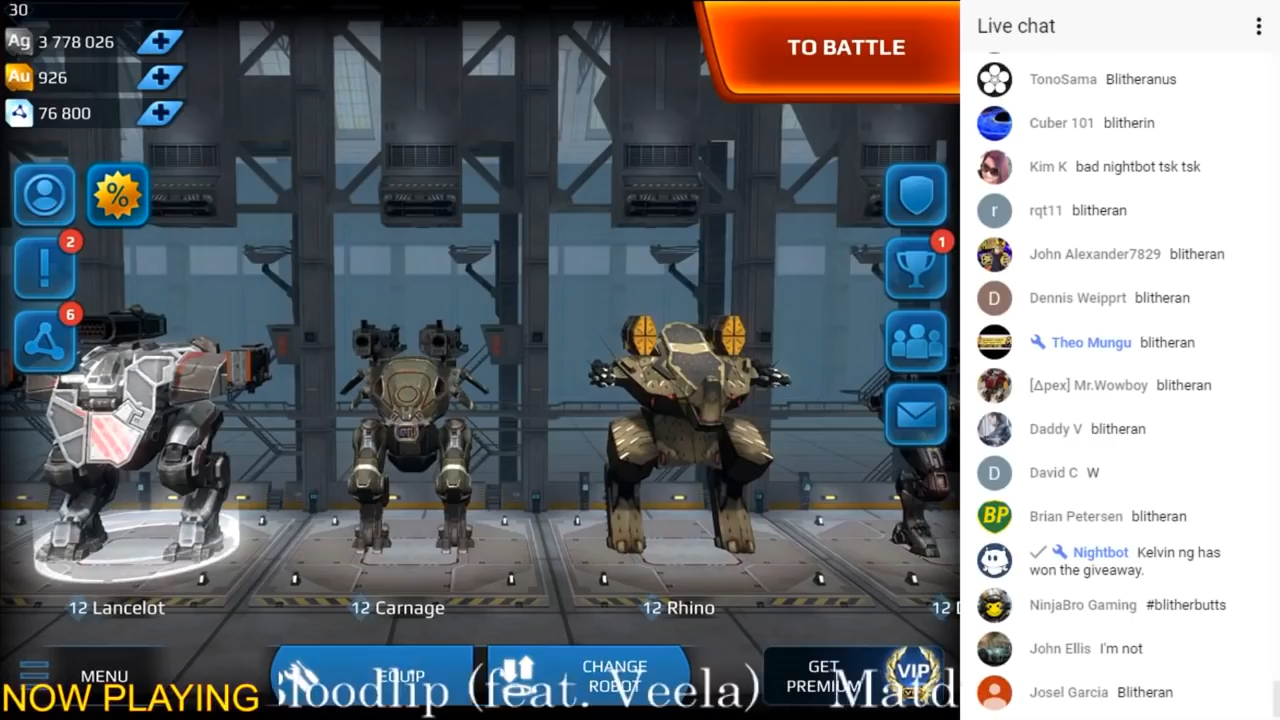 30
Ag 3 778 026
Au 926
76 800
TO BATTLE
%
2
6
1
12 Lancelot
12 Carnage
12 Rhino
12
MENU
EQUIP
CHANGE
ROBOT
GET
PREMIUM
VIP
NOW PLAYING
loodlip (feat. Veela)
Matd
Live chat
TonoSama Blitheranus
Cuber 101 blitherin
Kim K bad nightbot tsk tsk
r
rqt11 blitheran
John Alexander7829 blitheran
D
Dennis Weipprt blitheran
Theo Mungu blitheran
[Δpex] Mr.Wowboy blitheran
Daddy V blitheran
D
David C W
BP
Brian Petersen blitheran
Nightbot Kelvin ng has
won the giveaway.
NinjaBro Gaming #blitherbutts
John Ellis I'm not
Josel Garcia Blitheran